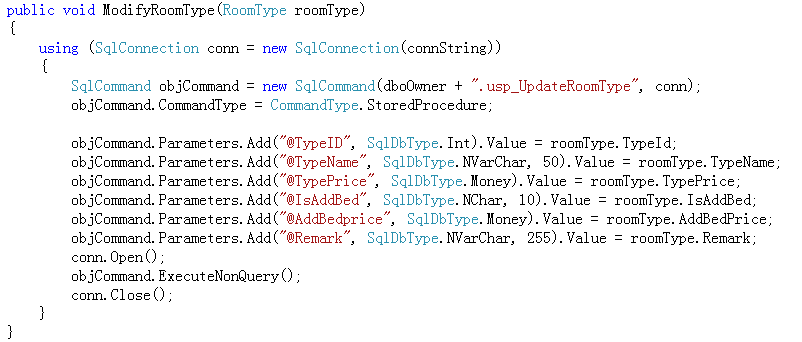 public void ModifyRoomType(RoomType roomType)
{
    using (SqlConnection conn = new SqlConnection(connString))
    {
        SqlCommand objCommand = new SqlCommand(dboOwner + ".usp_UpdateRoomType", conn);
        objCommand.CommandType = CommandType.StoredProcedure;

        objCommand.Parameters.Add("@TypeID", SqlDbType.Int).Value = roomType.TypeId;
        objCommand.Parameters.Add("@TypeName", SqlDbType.NVarChar, 50).Value = roomType.TypeName;
        objCommand.Parameters.Add("@TypePrice", SqlDbType.Money).Value = roomType.TypePrice;
        objCommand.Parameters.Add("@IsAddBed", SqlDbType.NChar, 10).Value = roomType.IsAddBed;
        objCommand.Parameters.Add("@AddBedprice", SqlDbType.Money).Value = roomType.AddBedPrice;
        objCommand.Parameters.Add("@Remark", SqlDbType.NVarChar, 255).Value = roomType.Remark;
        conn.Open();
        objCommand.ExecuteNonQuery();
        conn.Close();
    }
}